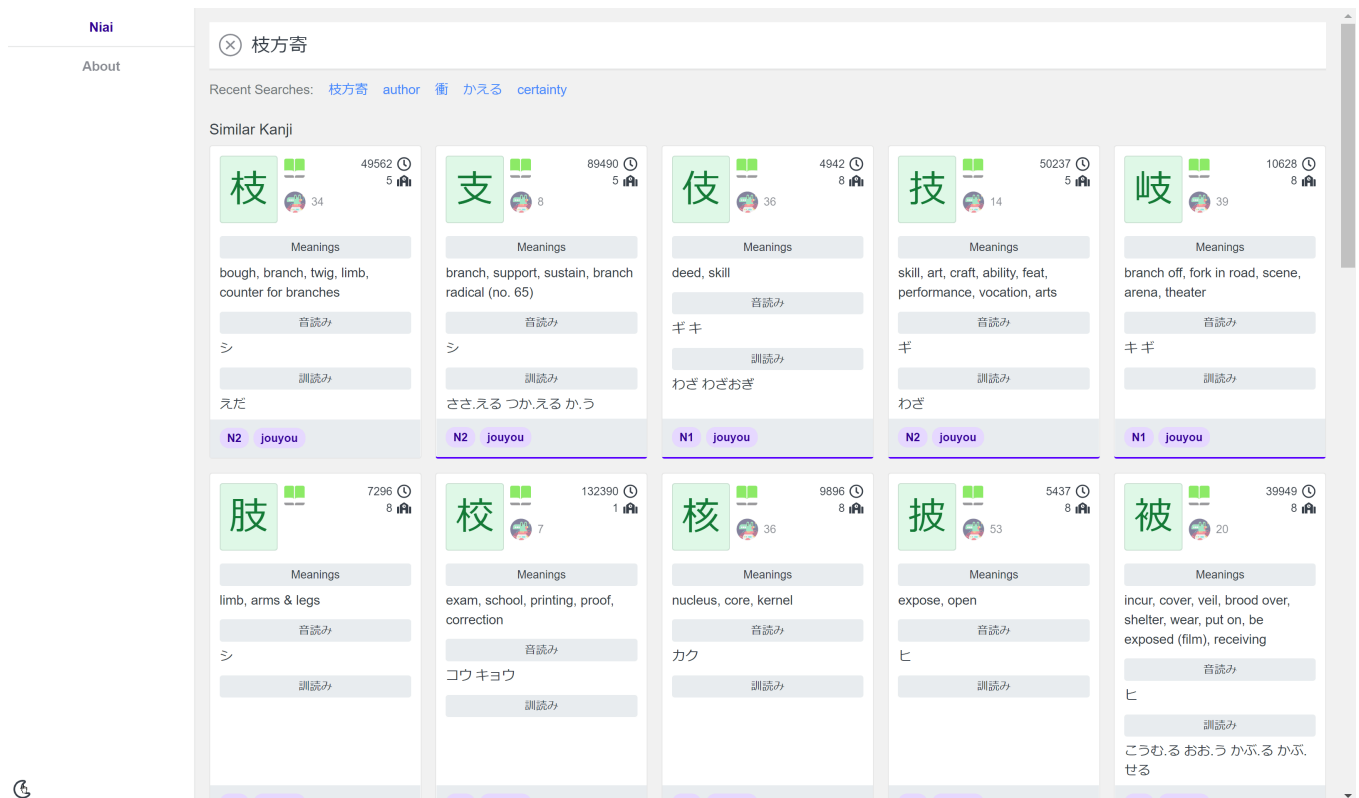 Niai
About
枝方寄
Recent Searches: 枝方寄 author 衝 かえる certainty
Similar Kanji
枝
49562
5
34
Meanings
bough, branch, twig, limb,
counter for branches
音読み
シ
訓読み
えだ
N2 jouyou
支
89490
5
8
Meanings
branch, support, sustain, branch
radical (no. 65)
音読み
シ
訓読み
ささ.える つか.える か.う
N2 jouyou
伎
4942
8
36
Meanings
deed, skill
音読み
ギ キ
訓読み
わざ わざおぎ
N1 jouyou
技
50237
5
14
Meanings
skill, art, craft, ability, feat,
performance, vocation, arts
音読み
ギ
訓読み
わざ
N2 jouyou
岐
10628
8
39
Meanings
branch off, fork in road, scene,
arena, theater
音読み
キ ギ
訓読み
N1 jouyou
肢
7296
8
Meanings
limb, arms & legs
音読み
シ
訓読み
校
132390
1
7
Meanings
exam, school, printing, proof,
correction
音読み
コウ キョウ
訓読み
核
9896
8
36
Meanings
nucleus, core, kernel
音読み
カク
訓読み
披
5437
8
53
Meanings
expose, open
音読み
ヒ
訓読み
被
39949
8
20
Meanings
incur, cover, veil, brood over,
shelter, wear, put on, be
exposed (film), receiving
音読み
ヒ
訓読み
こうむ.る おお.う かぶ.る かぶ.
せる